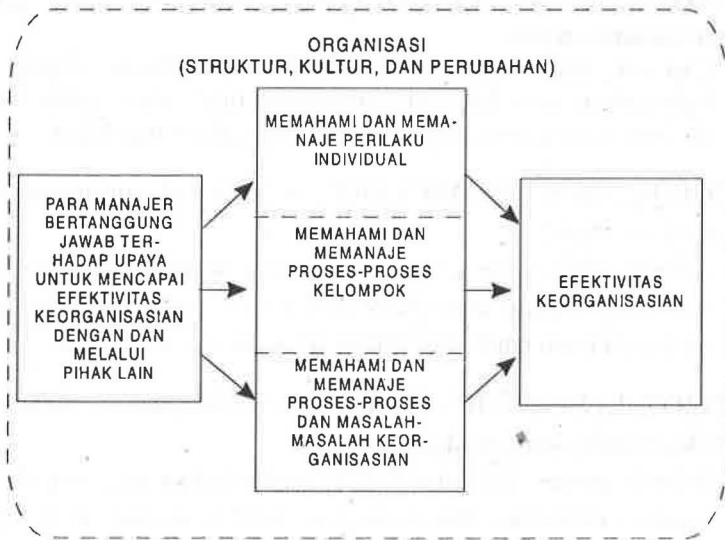 ORGANISASI
(STRUKTUR, KULTUR, DAN PERUBAHAN)
PARA MANAJER
BERTANGGUNG
JAWAB TER-
HADAP UPAYA
UNTUK MENCAPAI
EFEKTIVITAS
KEORGANISASIAN
DENGAN DAN
MELALUI
PIHAK LAIN
MEMAHAMI DAN MEMA-
NAJE PERILAKU
INDIVIDUAL
MEMAHAMI DAN
MEMANAJE
PROSES-PROSES
KELOMPOK
MEMAHAMI DAN
MEMANAJE
PROSES-PROSES
DAN MASALAH-
MASALAH KEOR-
GANISASIAN
EFEKTIVITAS
KEORGANISASIAN